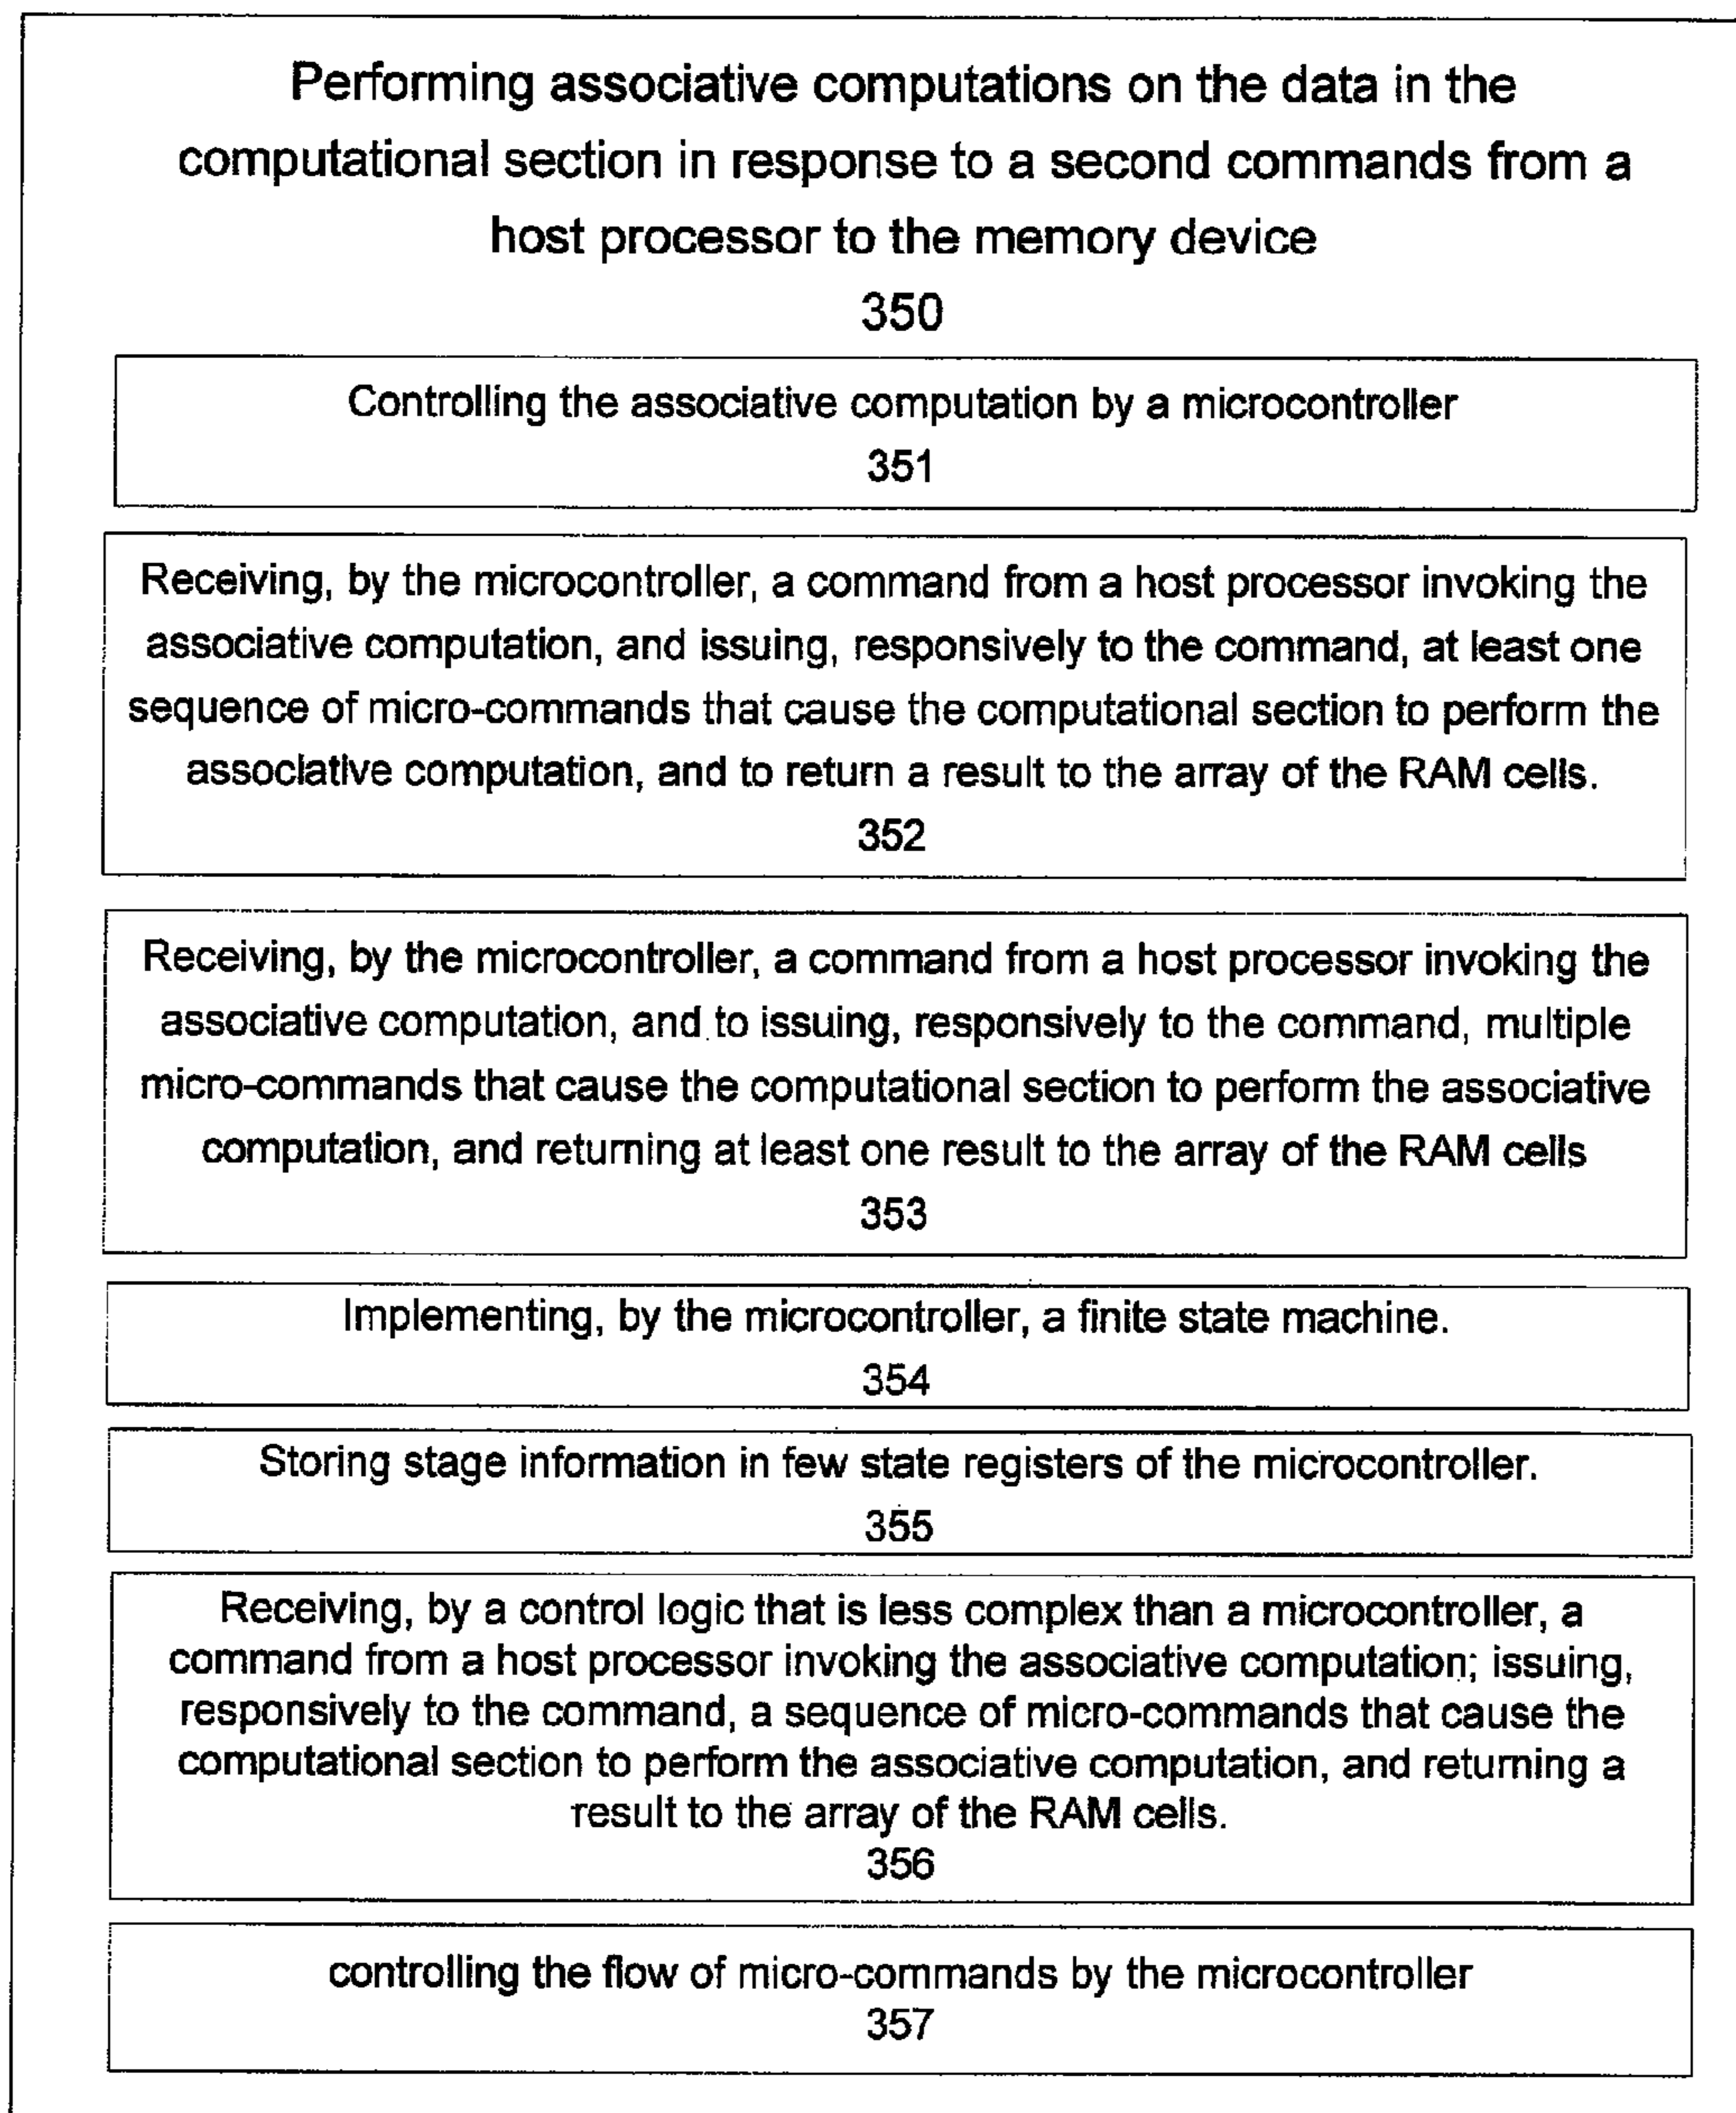 Performing associative computations on the data in the
computational section in response to a second commands from a
host processor to the memory device
350
Controlling the associative computation by a microcontroller
351
Receiving, by the microcontroller, a command from a host processor invoking the
associative computation, and issuing, responsively to the command, at least one
sequence of micro-commands that cause the computational section to perform the
associative computation, and to return a result to the array of the RAM cells.
352
Receiving, by the microcontroller, a command from a host processor invoking the
associative computation, and to issuing, responsively to the command, multiple
micro-commands that cause the computational section to perform the associative
computation, and returning at least one result to the array of the RAM cells
353
Implementing, by the microcontroller, a finite state machine.
354
Storing stage information in few state registers of the microcontroller.
355
Receiving, by a control logic that is less complex than a microcontroller, a
command from a host processor invoking the associative computation; issuing,
responsively to the command, a sequence of micro-commands that cause the
computational section to perform the associative computation, and returning a
result to the array of the RAM cells.
356
controlling the flow of micro-commands by the microcontroller
357